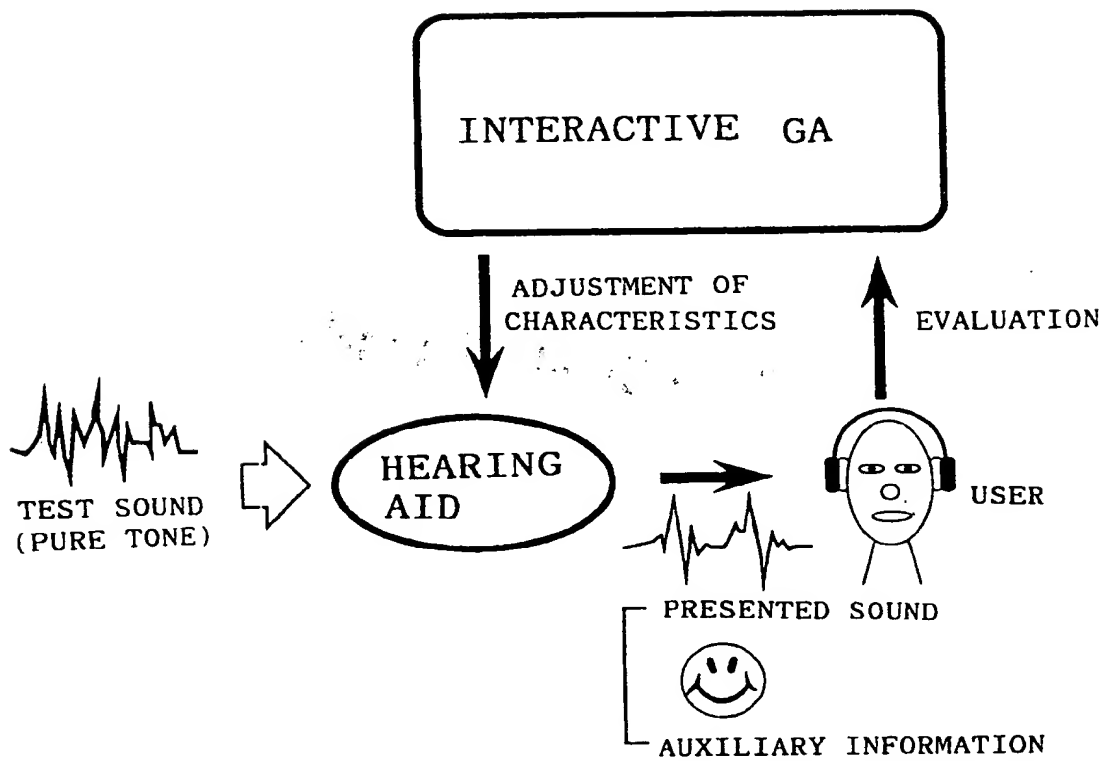 INTERACTIVE GA
ADJUSTMENT OF
CHARACTERISTICS
EVALUATION
TEST SOUND
(PURE TONE)
HEARING
AID
USER
PRESENTED SOUND
AUXILIARY INFORMATION